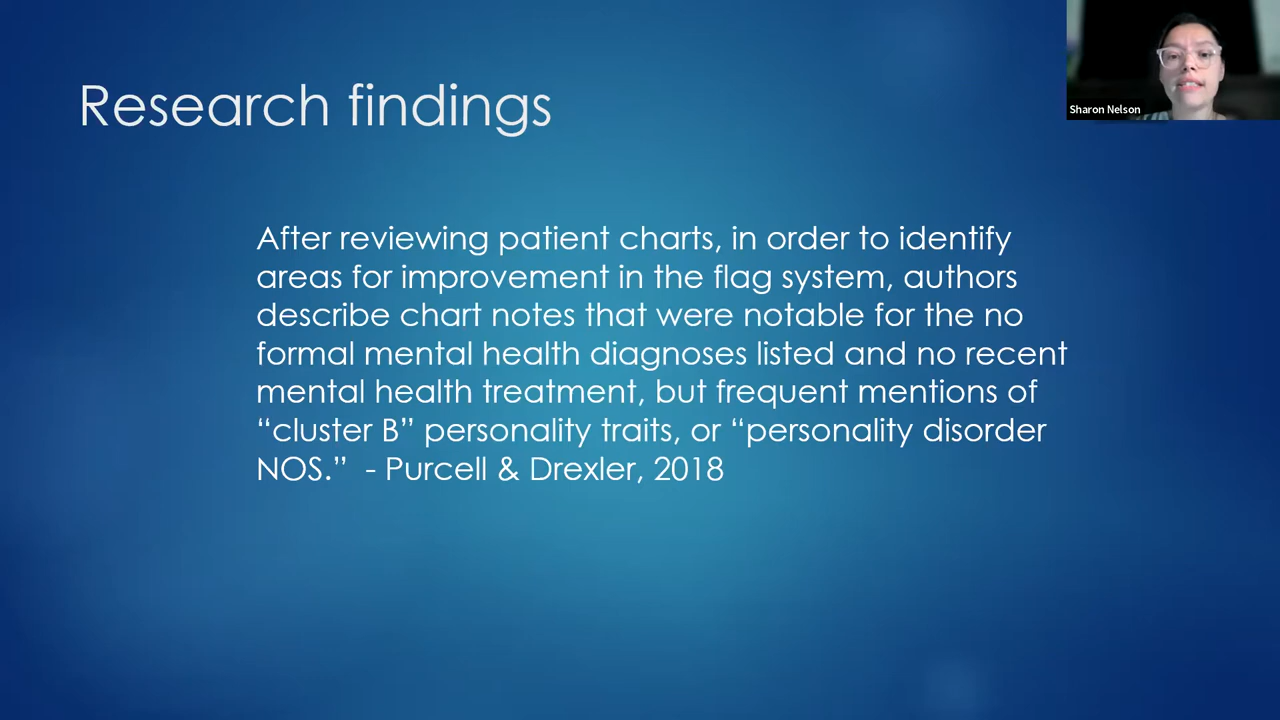 Research findings
Sharon Nelson
After reviewing patient charts, in order to identify
areas for improvement in the flag system, authors
describe chart notes that were notable for the no
formal mental health diagnoses listed and no recent
mental health treatment, but frequent mentions of
“cluster B” personality traits, or “personality disorder
NOS.”  - Purcell & Drexler, 2018